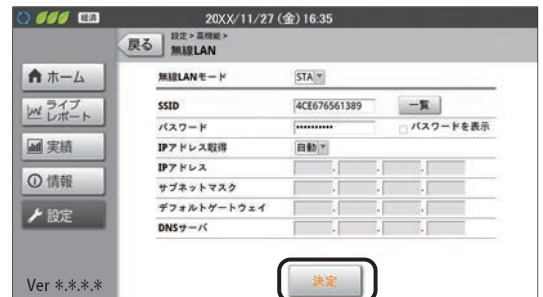 経済 20XX/11/27 (金) 16:35
戻る
設定 > 高機能 >
無線LAN
ホーム
ライブ
レポート
実績
情報
設定
Ver *.*.*.*
無線LANモード STA
SSID 4CE676561389 一覧
パスワード •••••••••• パスワードを表示
IPアドレス取得 自動
IPアドレス . . .
サブネットマスク . . .
デフォルトゲートウェイ . . .
DNSサーバ . . .
決定